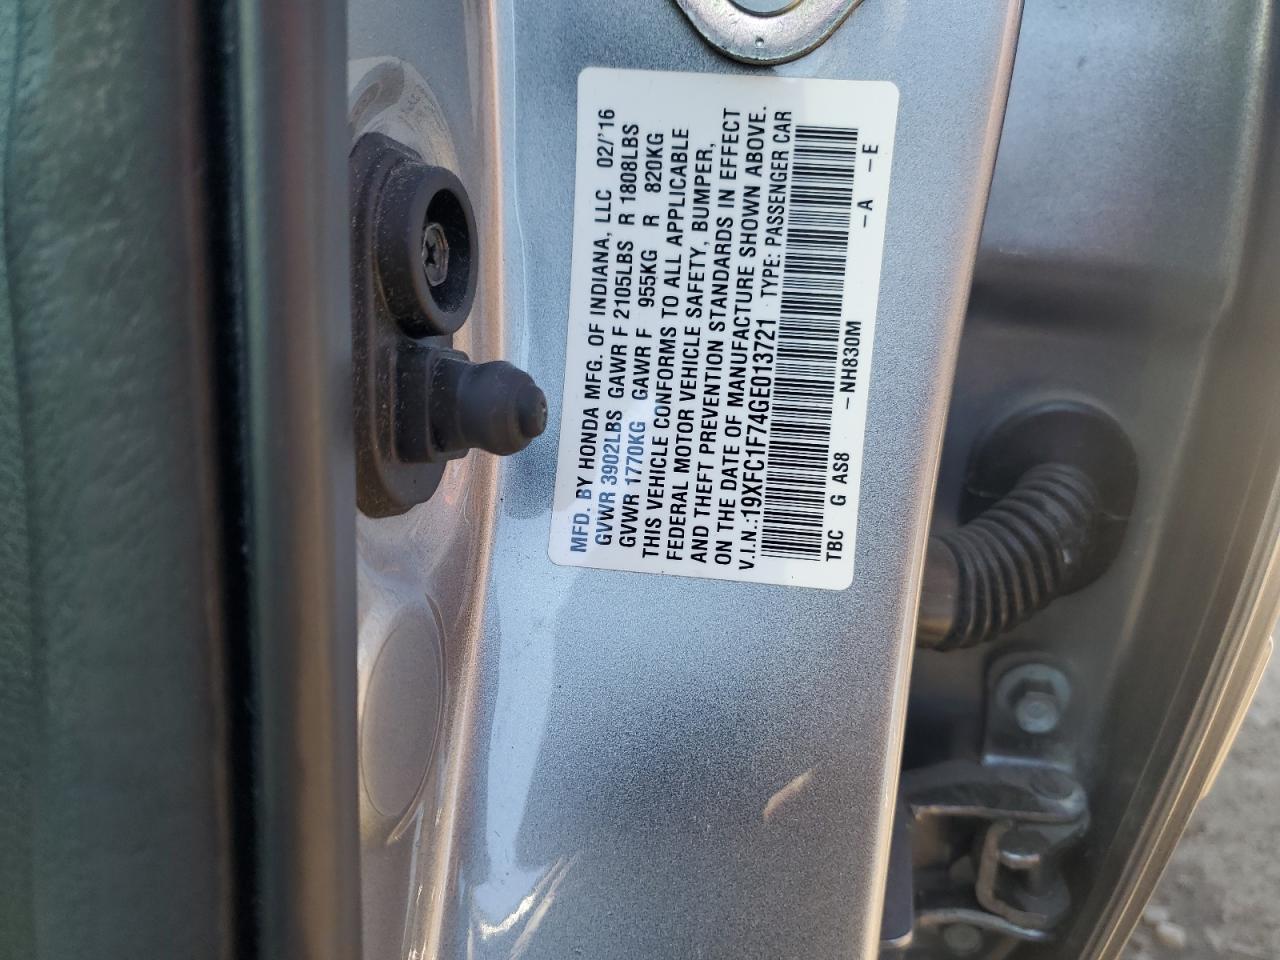 MFD. BY HONDA MFG. OF INDIANA, LLC 02/'16
GVWR 3902LBS GAWR F 2105LBS R 1808LBS
GVWR 1770KG GAWR F 955KG R 820KG
THIS VEHICLE CONFORMS TO ALL APPLICABLE
FEDERAL MOTOR VEHICLE SAFETY, BUMPER,
AND THEFT PREVENTION STANDARDS IN EFFECT
ON THE DATE OF MANUFACTURE SHOWN ABOVE.
V.I.N.:19XFC1F74GE013721 TYPE: PASSENGER CAR
TBC G AS8 -NH830M -A -E